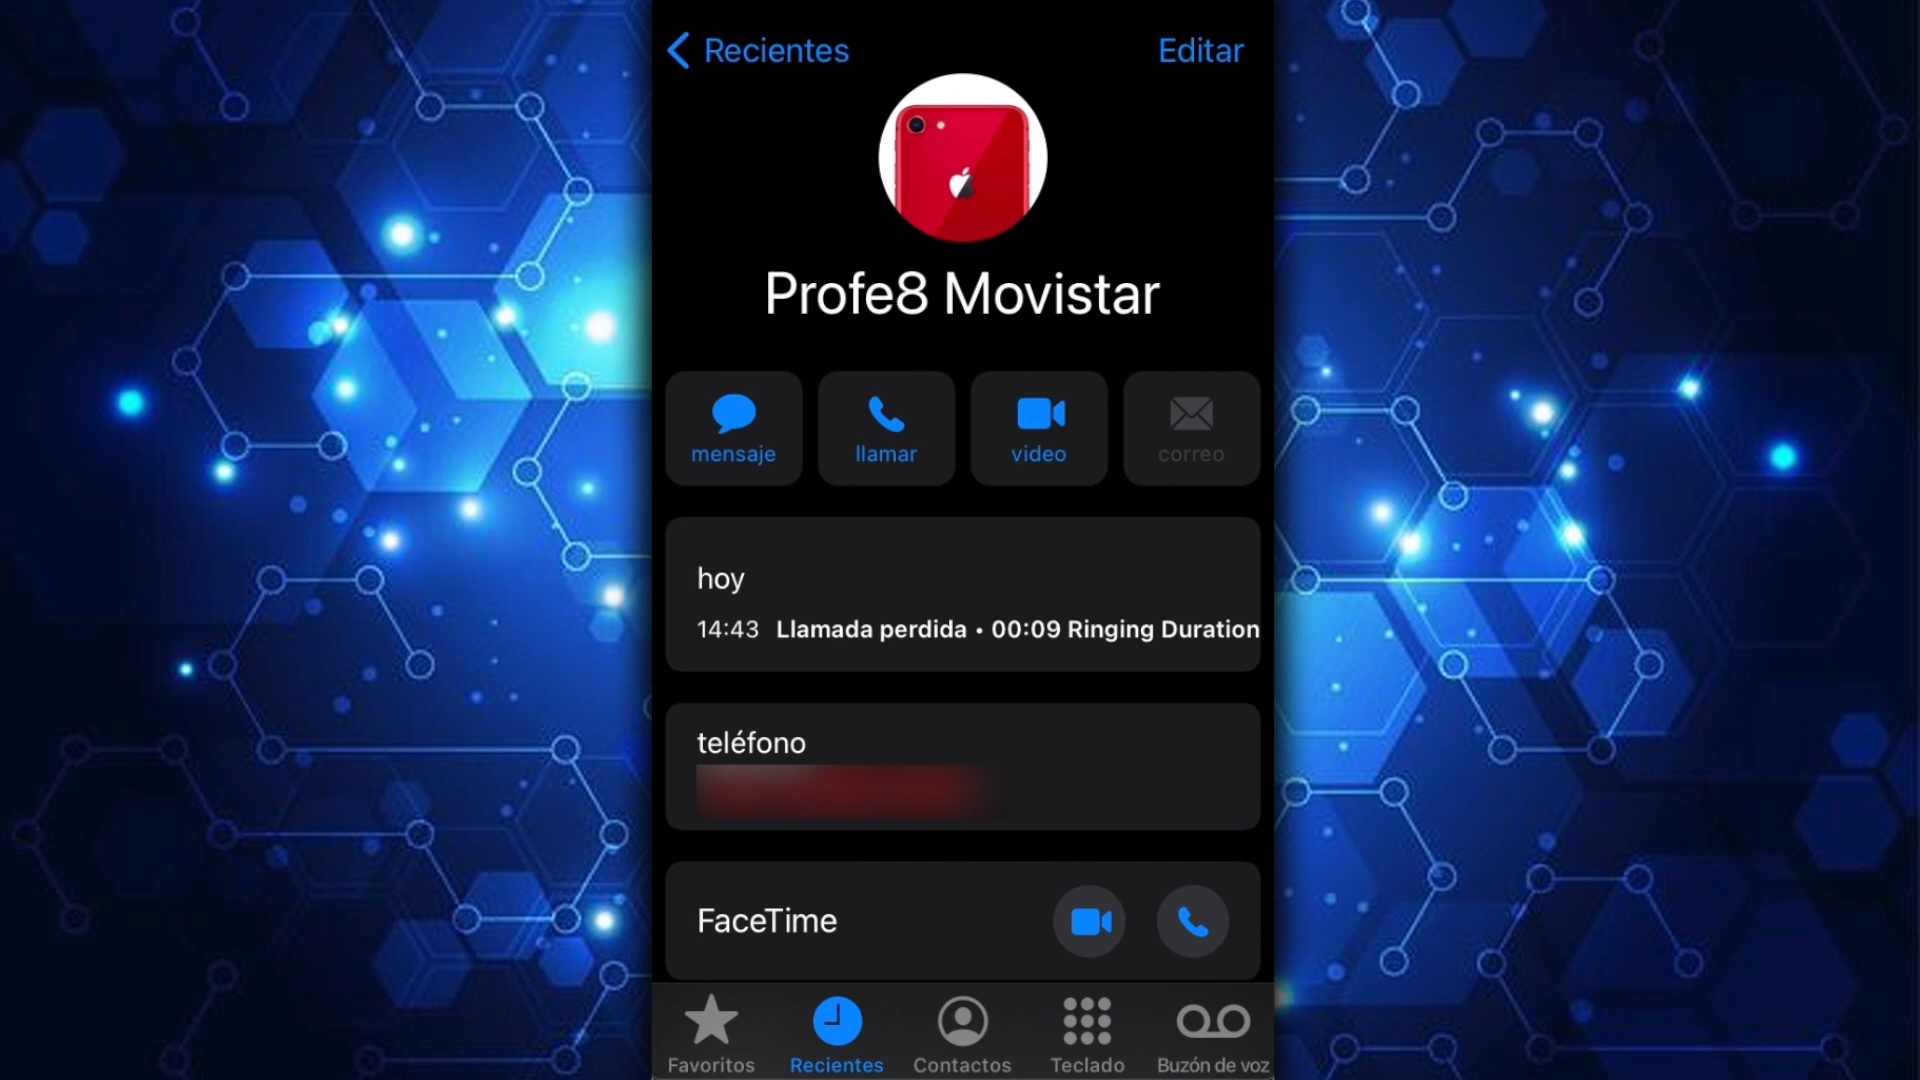 Recientes
Editar
Profe8 Movistar
mensaje
llamar
video
correo
hoy
14:43 Llamada perdida • 00:09 Ringing Duration
teléfono
FaceTime
Favoritos
Recientes
Contactos
Teclado
Buzón de voz